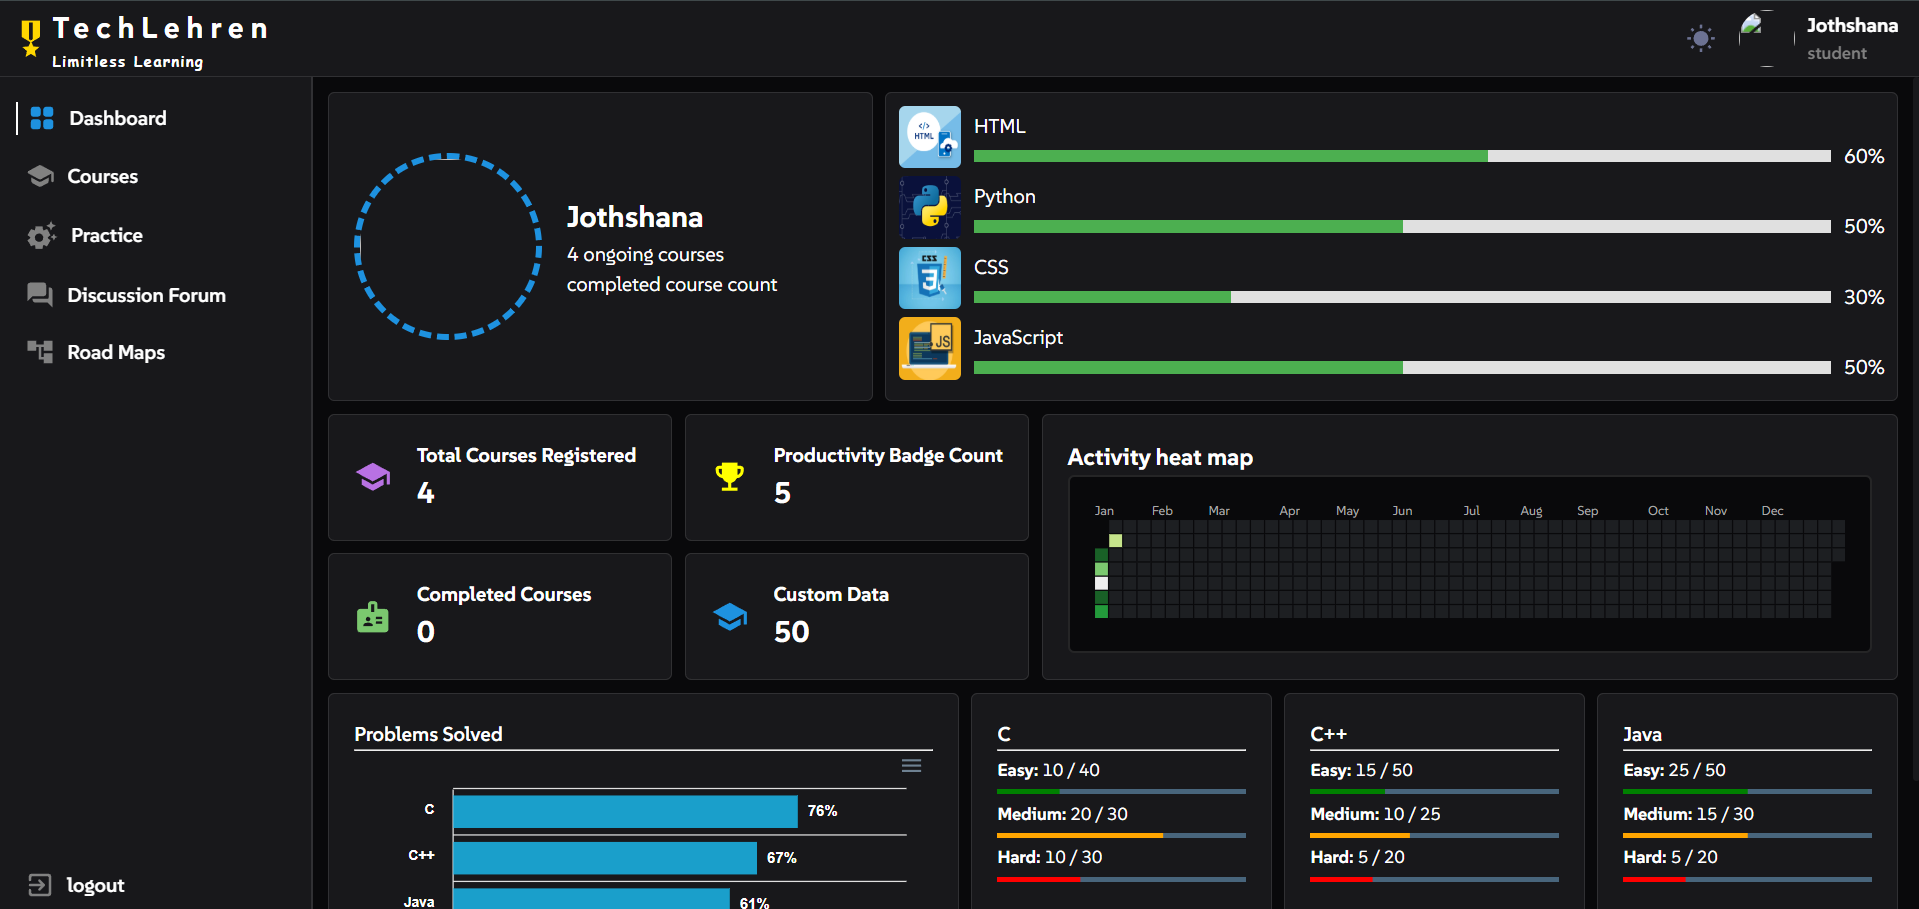 TechLehren
Limitless Learning
Jothshana
student
Dashboard
Courses
Practice
Discussion Forum
Road Maps
logout
Jothshana
4 ongoing courses
completed course count
</>
HTML
HTML
60%
Python
50%
CSS
CSS
3
30%
JS
JavaScript
50%
Total Courses Registered
4
Productivity Badge Count
5
Completed Courses
0
Custom Data
50
Activity heat map
Jan Feb Mar Apr May Jun Jul Aug Sep Oct Nov Dec
Problems Solved
C 76%
C++ 67%
Java 61%
C
Easy: 10 / 40
Medium: 20 / 30
Hard: 10 / 30
C++
Easy: 15 / 50
Medium: 10 / 25
Hard: 5 / 20
Java
Easy: 25 / 50
Medium: 15 / 30
Hard: 5 / 20